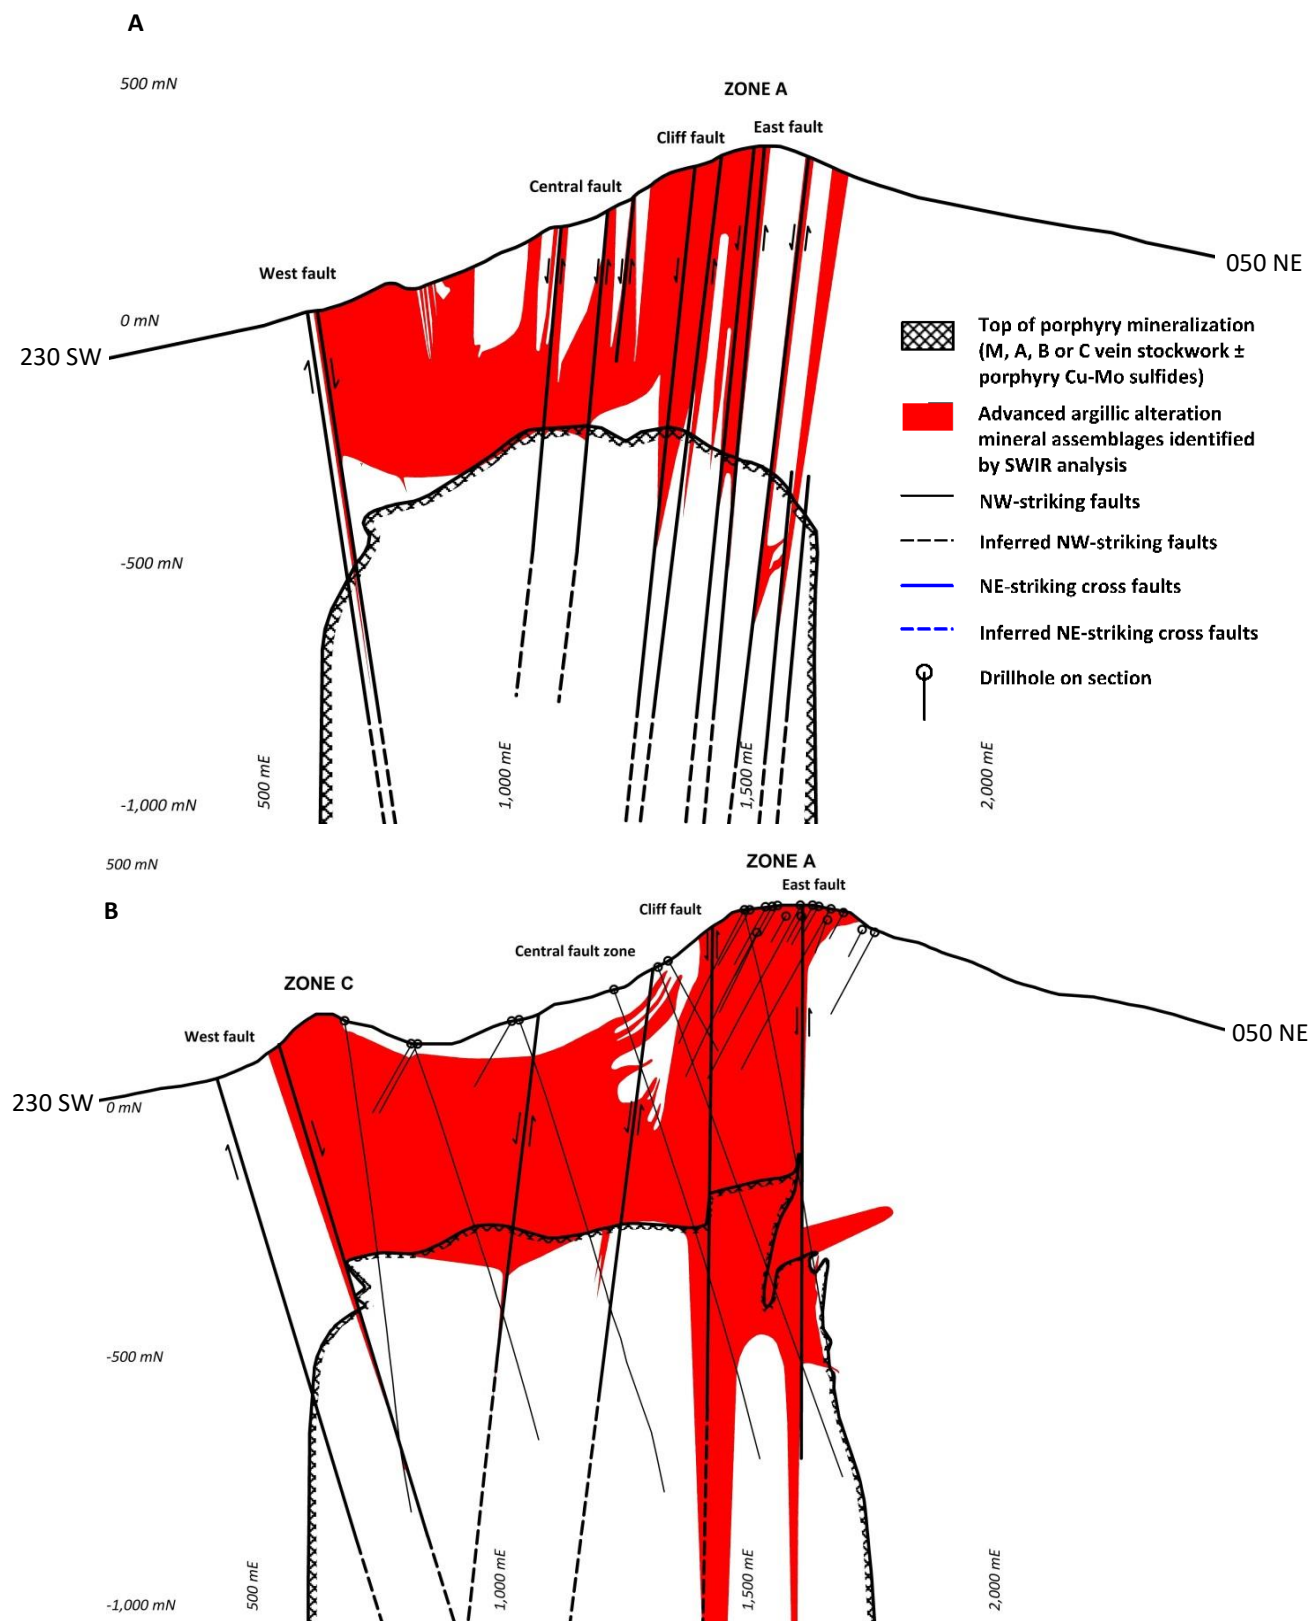 A
500 mN
ZONE A
East fault
Cliff fault
Central fault
West fault
050 NE
0 mN
230 SW
Top of porphyry mineralization
(M, A, B or C vein stockwork ±
porphyry Cu-Mo sulfides)
Advanced argillic alteration
mineral assemblages identified
by SWIR analysis
NW-striking faults
Inferred NW-striking faults
-500 mN
NE-striking cross faults
Inferred NE-striking cross faults
Drillhole on section
500 mE
1,000 mE
1,500 mE
2,000 mE
-1,000 mN
500 mN
ZONE A
East fault
B
Cliff fault
Central fault zone
ZONE C
West fault
050 NE
230 SW
0 mN
-500 mN
500 mE
1,000 mE
1,500 mE
2,000 mE
-1,000 mN